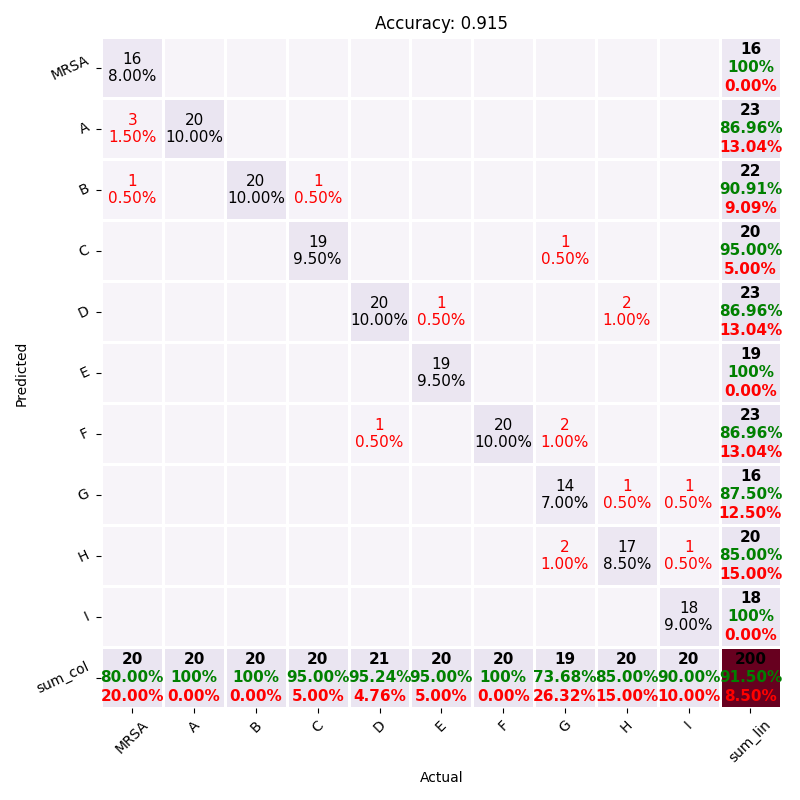 Accuracy: 0.915
MRSA 16 16
8.00% 100%
0.00%
A 3 20 23
1.50% 10.00% 86.96%
13.04%
B 1 20 1 22
0.50% 10.00% 0.50% 90.91%
9.09%
C 19 1 20
9.50% 0.50% 95.00%
5.00%
D 20 1 2 23
10.00% 0.50% 1.00% 86.96%
13.04%
E 19 19
9.50% 100%
0.00%
F 1 20 2 23
0.50% 10.00% 1.00% 86.96%
13.04%
G 14 1 1 16
7.00% 0.50% 0.50% 87.50%
12.50%
H 2 17 1 20
1.00% 8.50% 0.50% 85.00%
15.00%
I 18 18
9.00% 100%
0.00%
sum_col 20 20 20 20 21 20 20 19 20 20 200
80.00% 100% 100% 95.00% 95.24% 95.00% 100% 73.68% 85.00% 90.00% 91.50%
20.00% 0.00% 0.00% 5.00% 4.76% 5.00% 0.00% 26.32% 15.00% 10.00% 8.50%
MRSA A B C D E F G H I sum_lin
Predicted
Actual